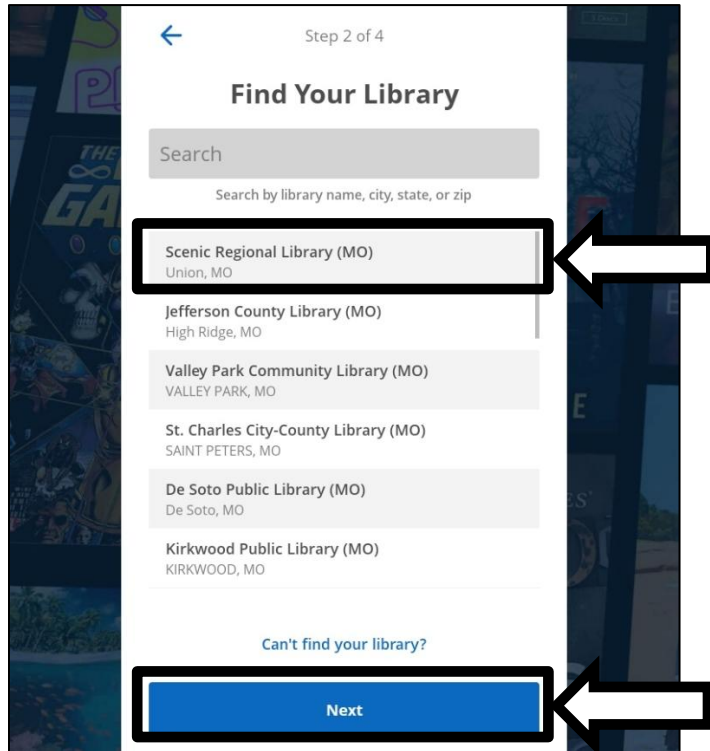 Step 2 of 4
Find Your Library
Search
Search by library name, city, state, or zip
Scenic Regional Library (MO)
Union, MO
Jefferson County Library (MO)
High Ridge, MO
Valley Park Community Library (MO)
VALLEY PARK, MO
St. Charles City-County Library (MO)
SAINT PETERS, MO
De Soto Public Library (MO)
De Soto, MO
Kirkwood Public Library (MO)
KIRKWOOD, MO
Can't find your library?
Next
THE